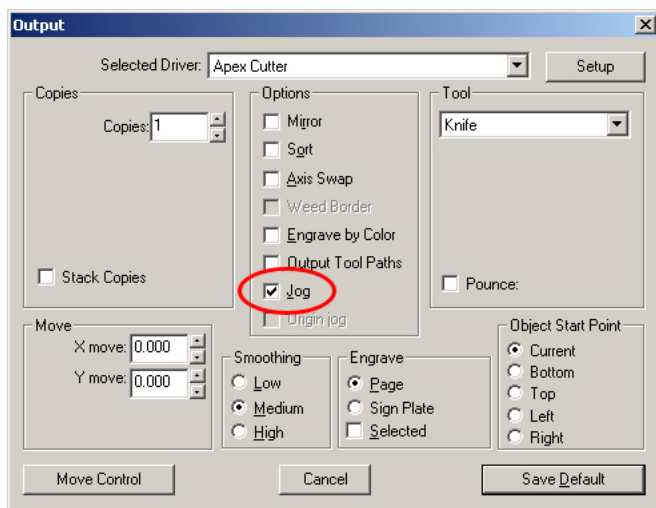 Output
Selected Driver: Apex Cutter
Setup
Copies
Copies: 1
Stack Copies
Options
Mirror
Sort
Axis Swap
Weed Border
Engrave by Color
Output Tool Paths
Jog
Origin jog
Tool
Knife
Pounce:
Move
X move: 0.000
Y move: 0.000
Smoothing
Low
Medium
High
Engrave
Page
Sign Plate
Selected
Object Start Point
Current
Bottom
Top
Left
Right
Move Control
Cancel
Save Default